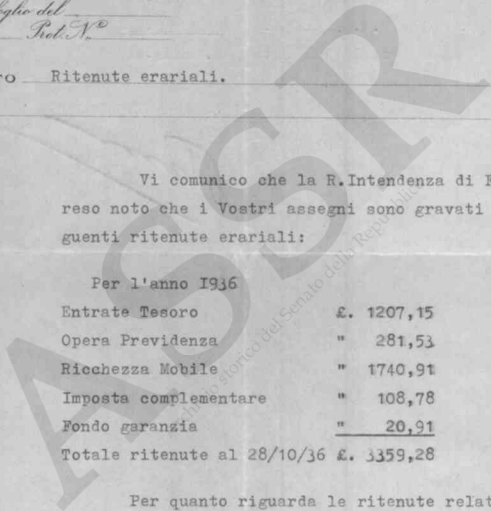 oglio del
Prot. N.º
o Ritenute erariali.
Vi comunico che la R.Intendenza di F
reso noto che i Vostri assegni sono gravati
guenti ritenute erariali:
Per l'anno I936
Entrate Tesoro £. 1207,15
Opera Previdenza " 281,53
Ricchezza Mobile " 1740,91
Imposta complementare " 108,78
Fondo garanzia " 20,91
Totale ritenute al 28/10/36 £. 3359,28
Per quanto riguarda le ritenute relat
ASSR
Archivio storico del Senato della Repubblica